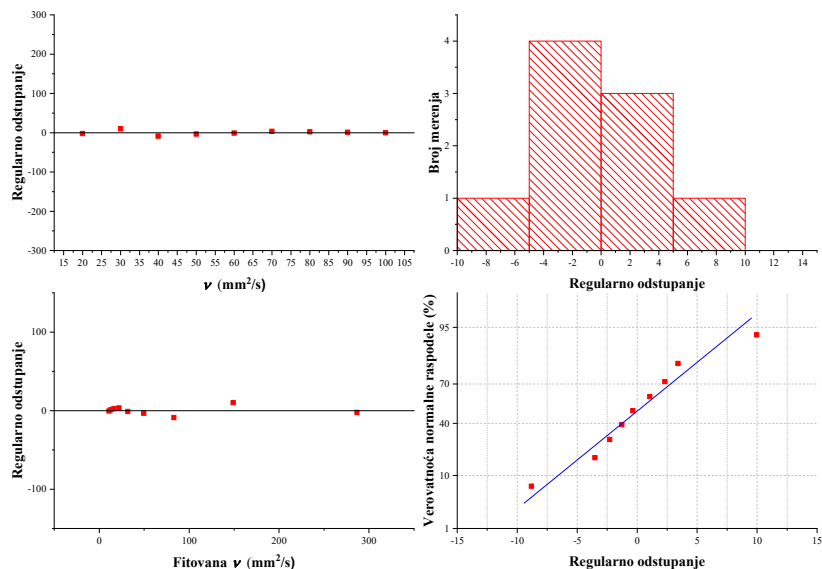 300
200
100
0
-100
-200
-300
Regularno odstupanje
15 20 25 30 35 40 45 50 55 60 65 70 75 80 85 90 95 100 105
ν (mm²/s)
4
3
2
1
0
Broj merenja
-10 -8 -6 -4 -2 0 2 4 6 8 10 12 14
Regularno odstupanje
100
0
-100
Regularno odstupanje
0 100 200 300
Fitovana ν (mm²/s)
95
70
40
10
1
Verovatnoća normalne raspodele (%)
-15 -10 -5 0 5 10 15
Regularno odstupanje